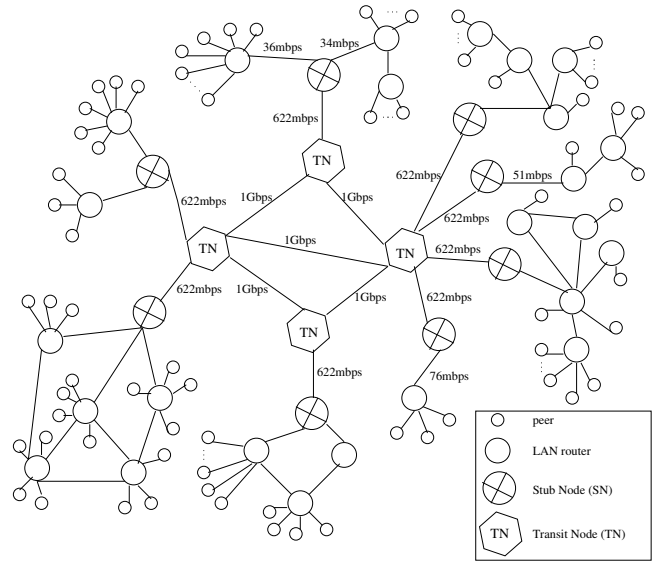 36mbps
34mbps
622mbps
TN
622mbps
51mbps
622mbps
1Gbps
1Gbps
622mbps
TN
1Gbps
TN
622mbps
622mbps
1Gbps
1Gbps
622mbps
TN
622mbps
76mbps
peer
LAN router
Stub Node (SN)
TN
Transit Node (TN)